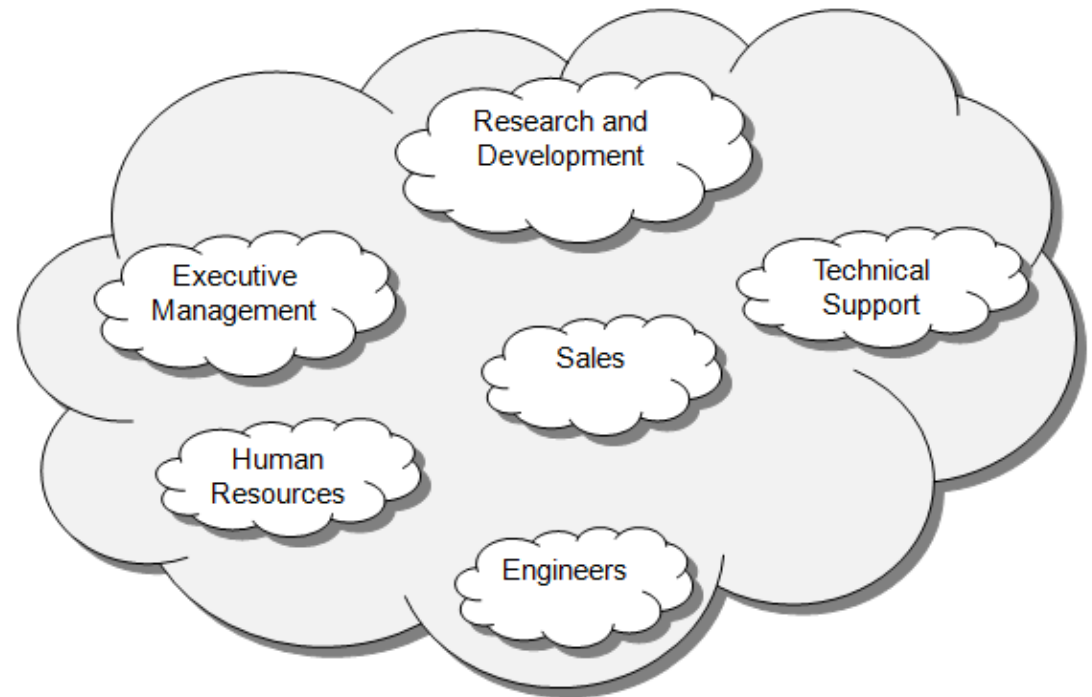 Research and
Development
Executive
Management
Technical
Support
Sales
Human
Resources
Engineers